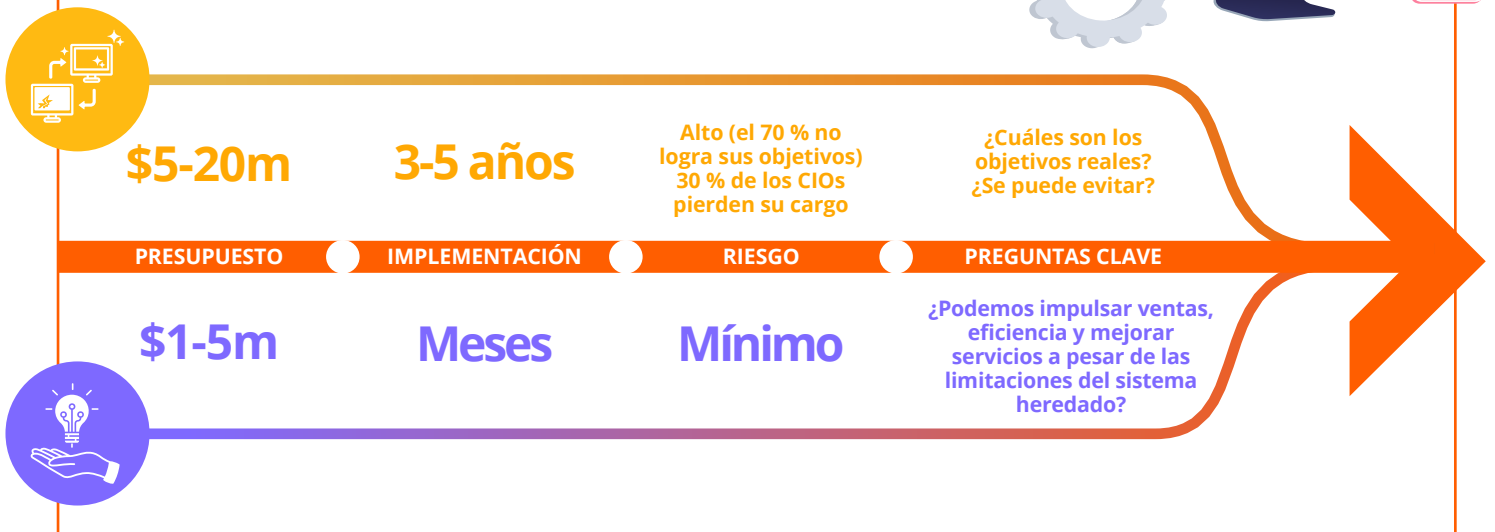 $5-20m
3-5 años
Alto (el 70 % no
logra sus objetivos)
30 % de los CIOs
pierden su cargo
¿Cuáles son los
objetivos reales?
¿Se puede evitar?
PRESUPUESTO
IMPLEMENTACIÓN
RIESGO
PREGUNTAS CLAVE
$1-5m
Meses
Mínimo
¿Podemos impulsar ventas,
eficiencia y mejorar
servicios a pesar de las
limitaciones del sistema
heredado?